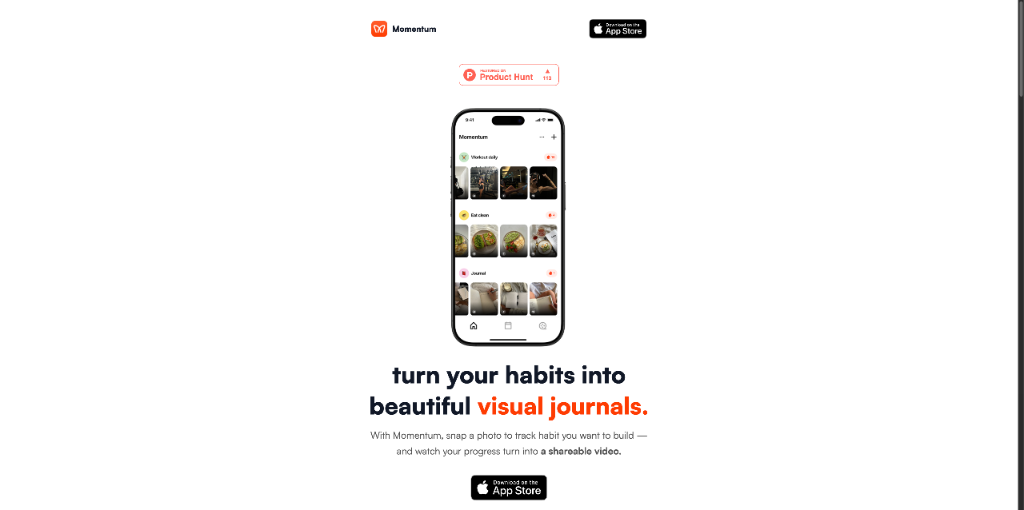 Momentum
Download on the
App Store
Product Hunt
112
9:41
Momentum
Workout daily
Eat clean
Journal
turn your habits into
beautiful visual journals.
With Momentum, snap a photo to track habit you want to build —
and watch your progress turn into a shareable video.
Download on the
App Store